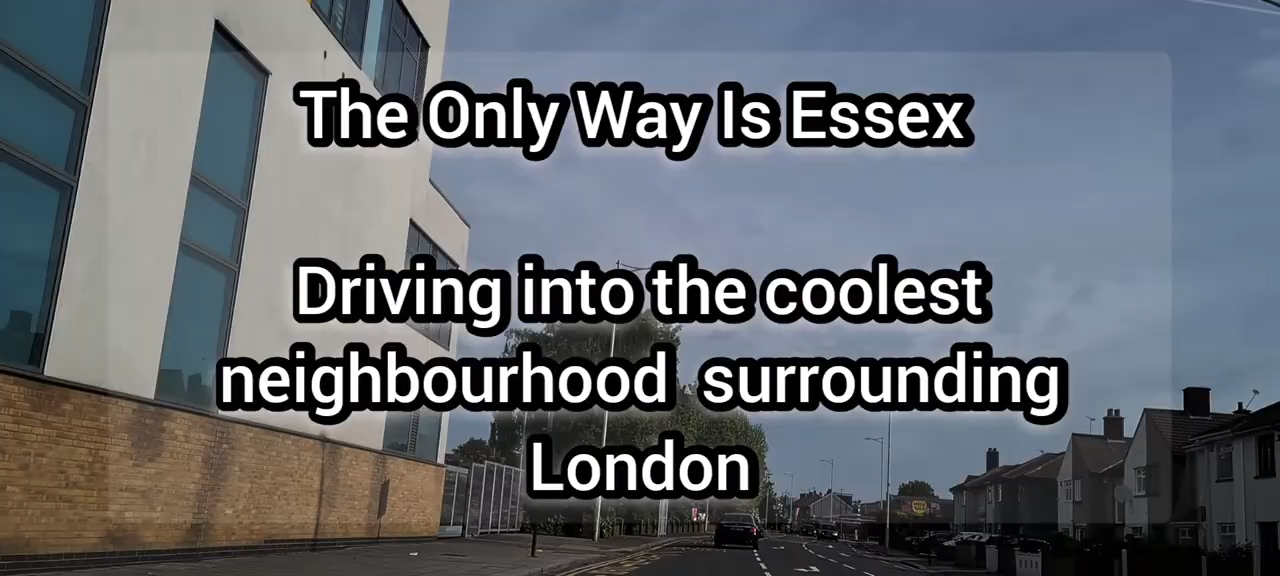 The Only Way Is Essex
Driving into the coolest
neighbourhood surrounding
London